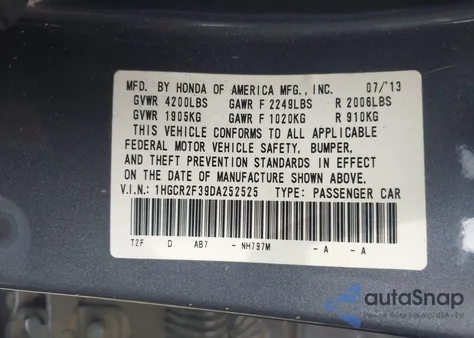 MFD. BY HONDA OF AMERICA MFG., INC. 07/'13
GVWR 4200LBS GAWR F 2249LBS R 2006LBS
GVWR 1905KG GAWR F 1020KG R 910KG
THIS VEHICLE CONFORMS TO ALL APPLICABLE
FEDERAL MOTOR VEHICLE SAFETY, BUMPER,
AND THEFT PREVENTION STANDARDS IN EFFECT
ON THE DATE OF MANUFACTURE SHOWN ABOVE.
V.I.N.: 1HGCR2F39DA252525 TYPE: PASSENGER CAR
T2F D AB7 - NH797M - A - A
autoSnap